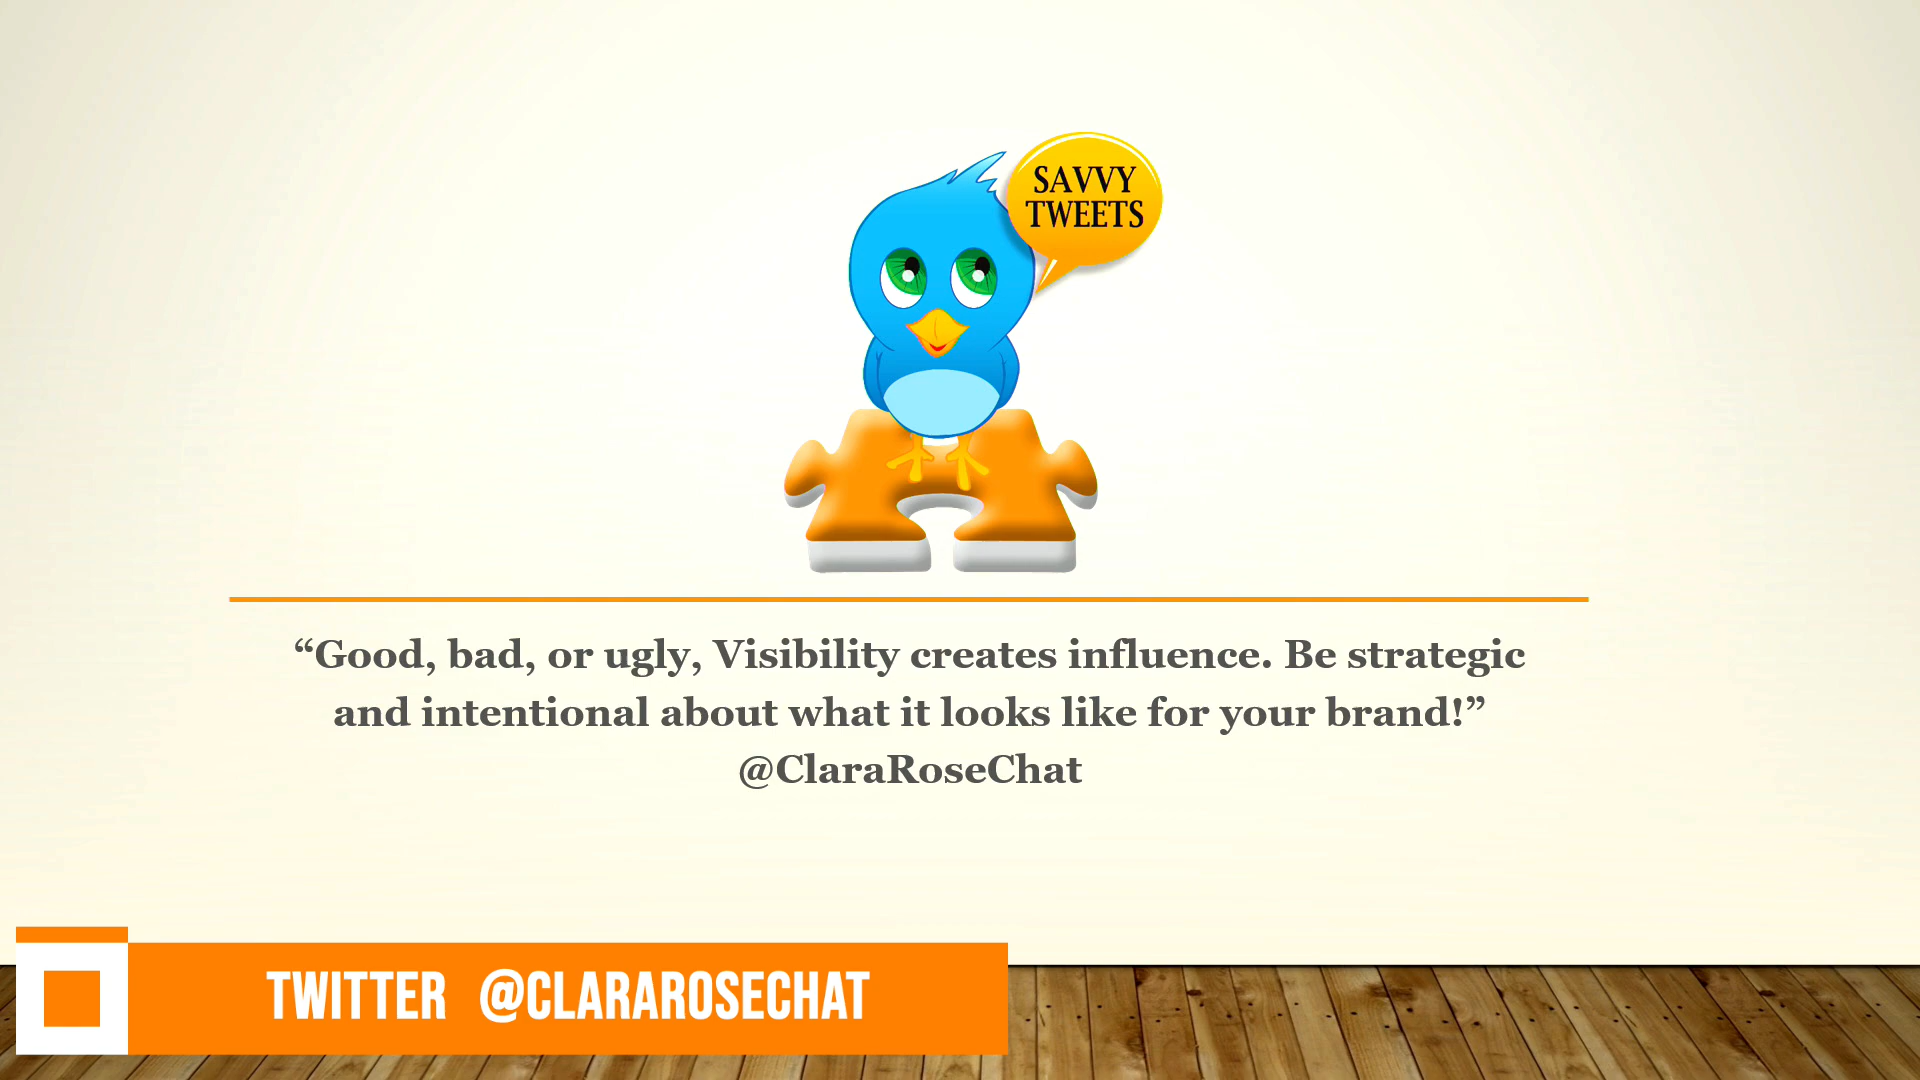 SAVVY
TWEETS
“Good, bad, or ugly, Visibility creates influence. Be strategic
and intentional about what it looks like for your brand!”
@ClaraRoseChat
TWITTER @CLARAROSECHAT